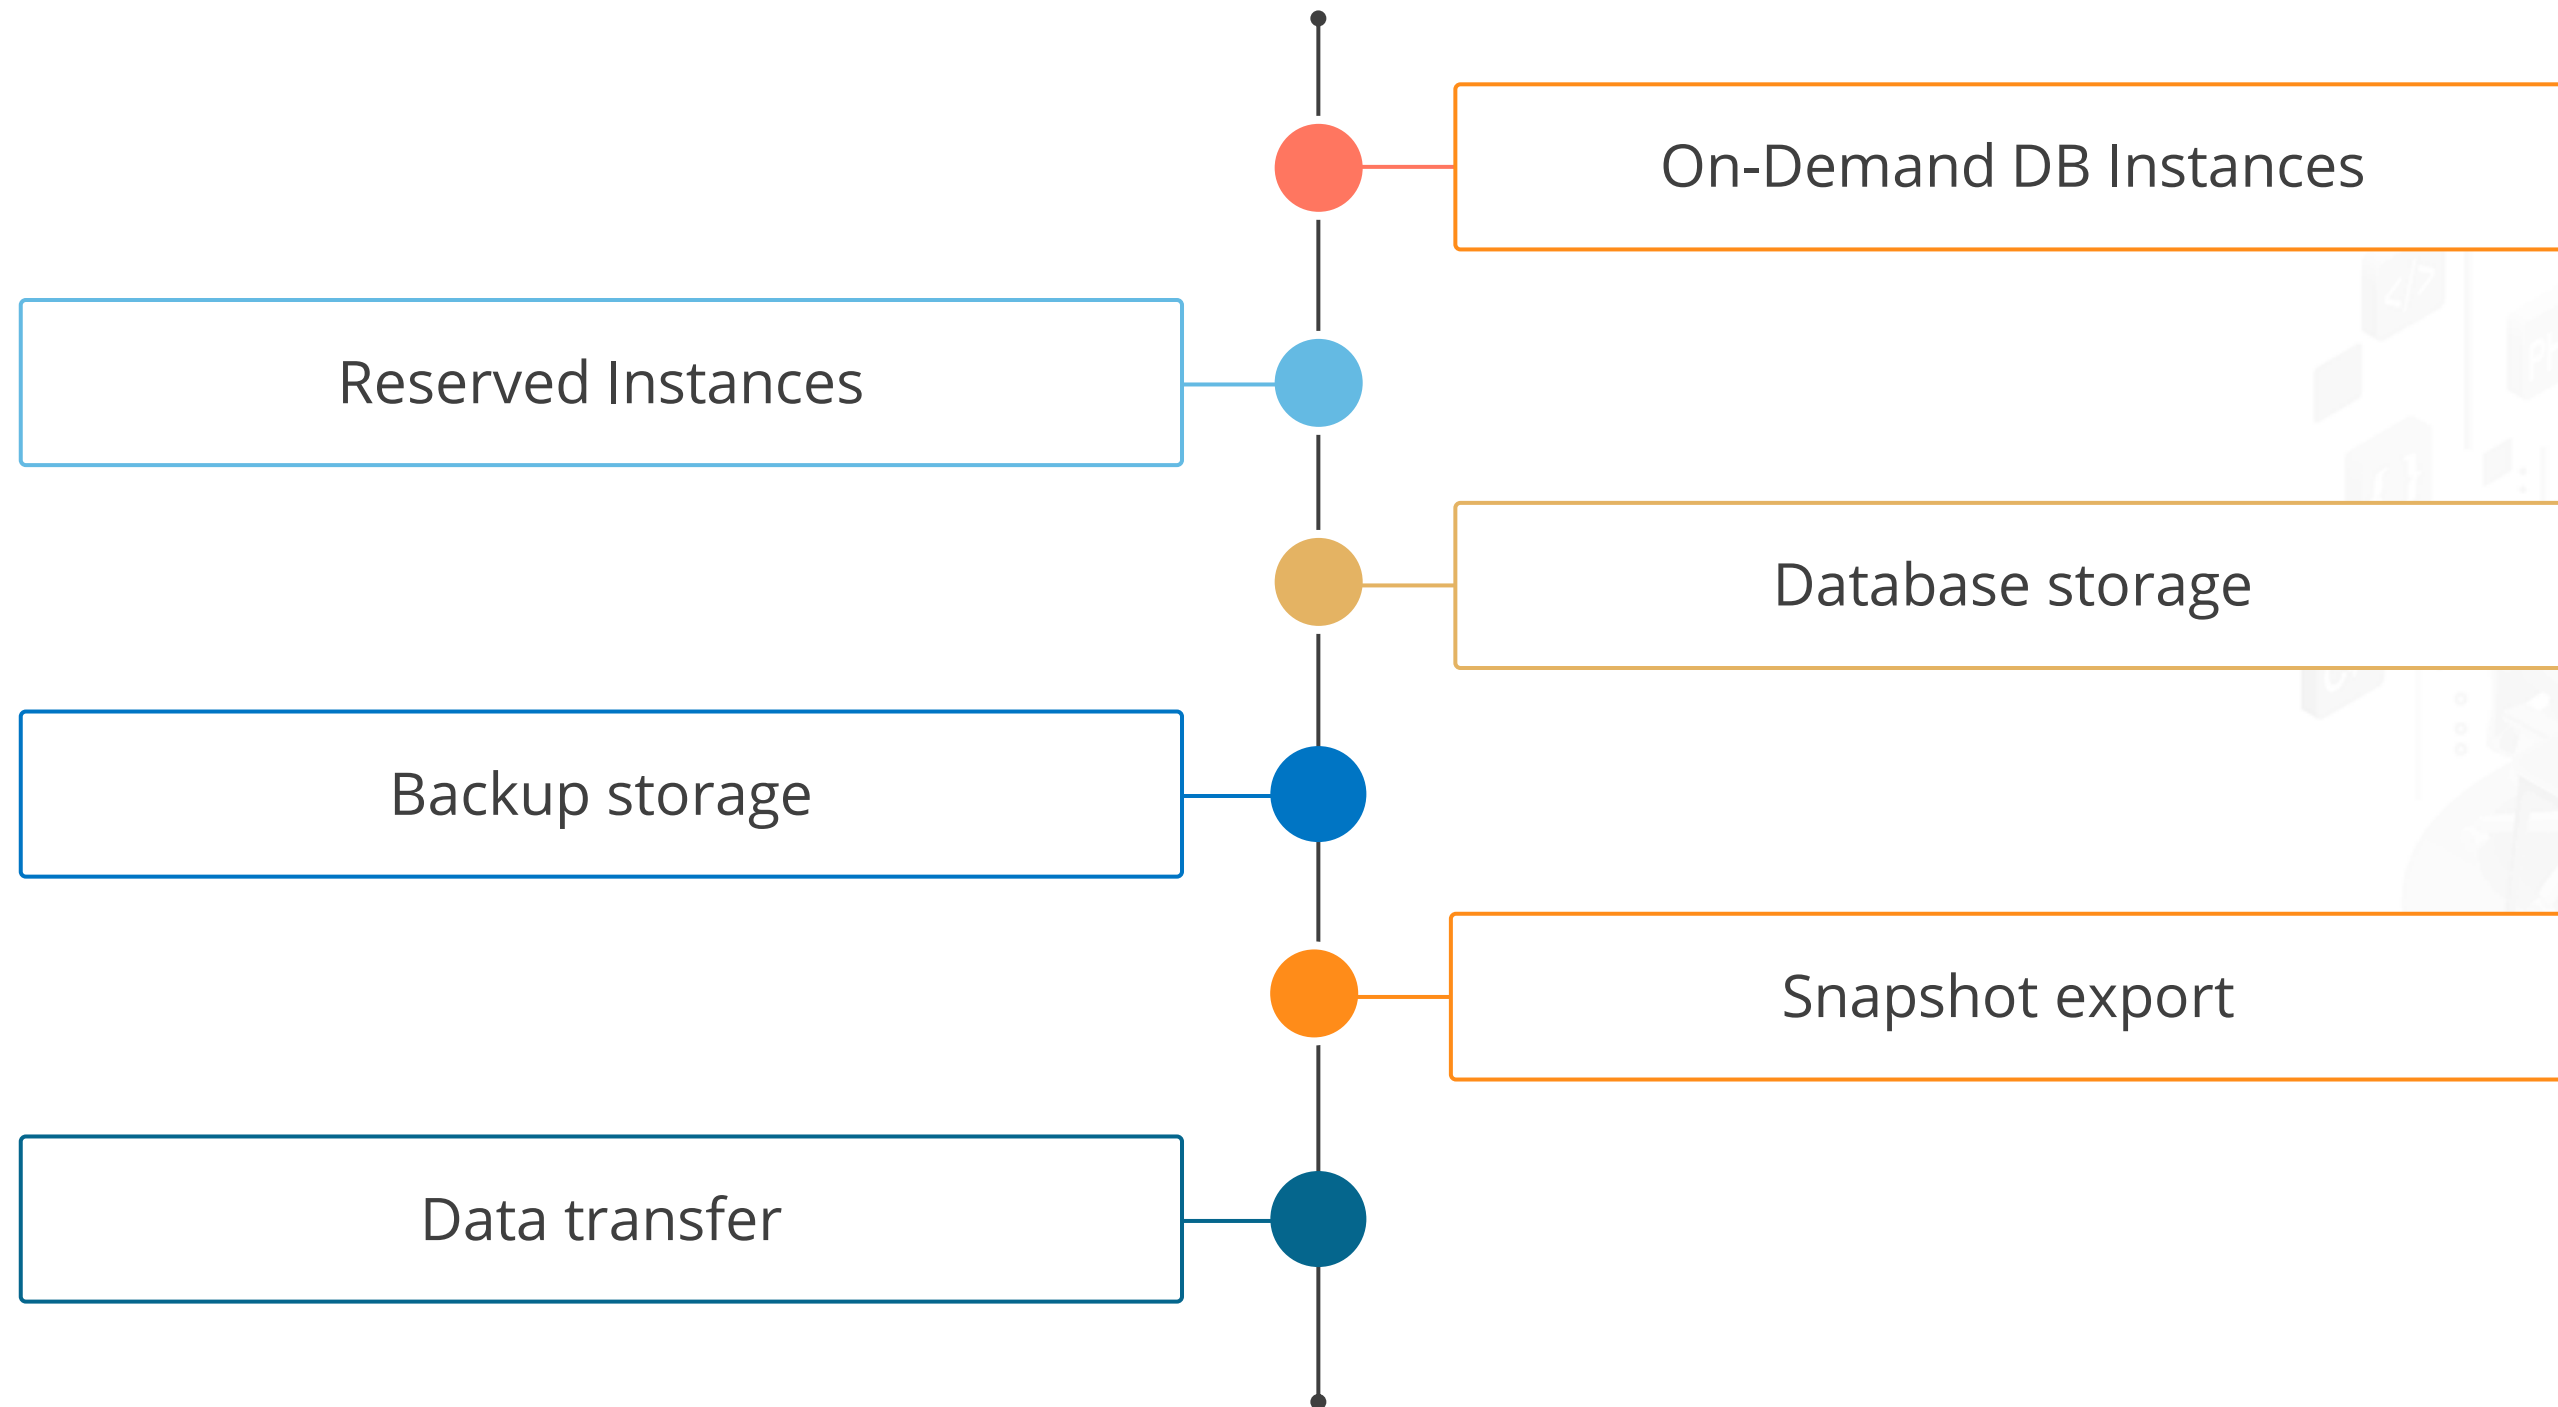 On-Demand DB Instances
Reserved Instances
Database storage
Backup storage
Snapshot export
Data transfer